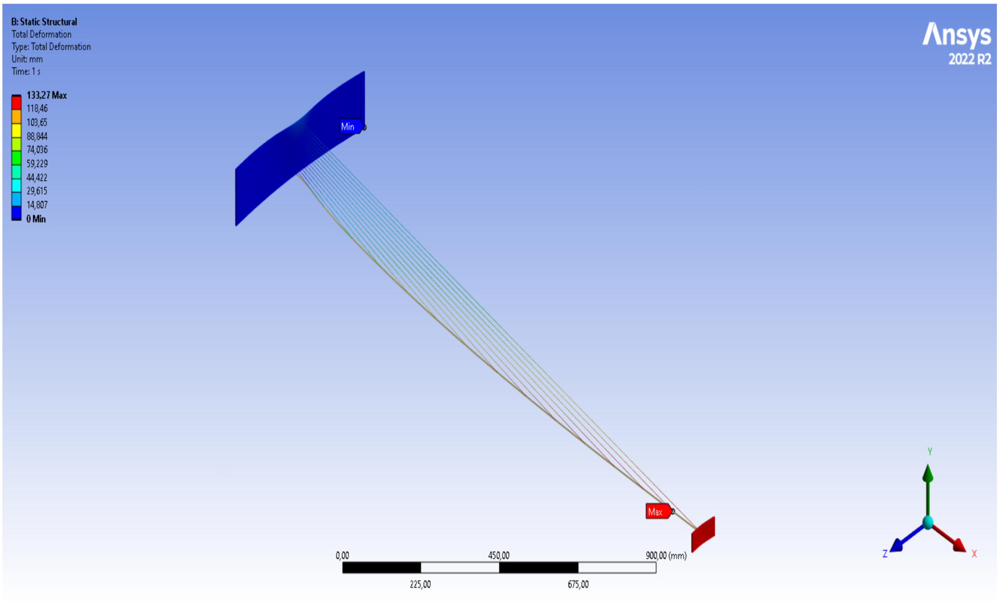 B: Static Structural
Total Deformation
Type: Total Deformation
Unit: mm
Time: 1 s
133,27 Max
118,46
103,65
88,844
74,036
59,229
44,422
29,615
14,807
0 Min
Ansys
2022 R2
Min
Max
0,00
450,00
900,00 (mm)
225,00
675,00
Y
Z
X